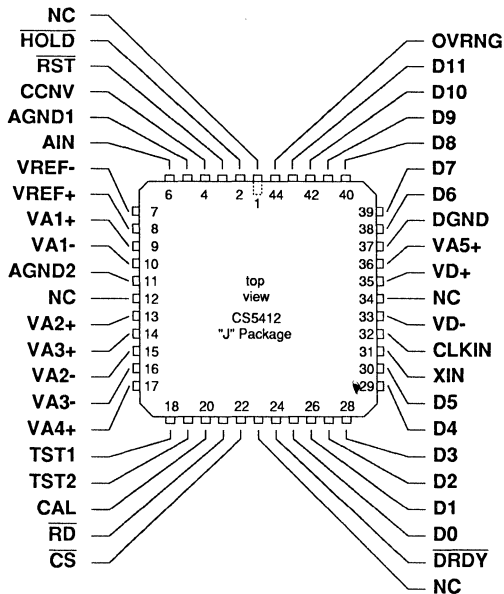 NC
HOLD
RST
CCNV
AGND1
AIN
VREF-
VREF+
VA1+
VA1-
AGND2
NC
VA2+
VA3+
VA2-
VA3-
VA4+
TST1
TST2
CAL
RD
CS
OVRNG
D11
D10
D9
D8
D7
D6
DGND
VA5+
VD+
NC
VD-
CLKIN
XIN
D5
D4
D3
D2
D1
D0
DRDY
NC
6 4 2 1 44 42 40
7
8
9
10
11
12
13
14
15
16
17
39
38
37
36
35
34
33
32
31
30
29
18 20 22 24 26 28
top
view
CS5412
"J" Package